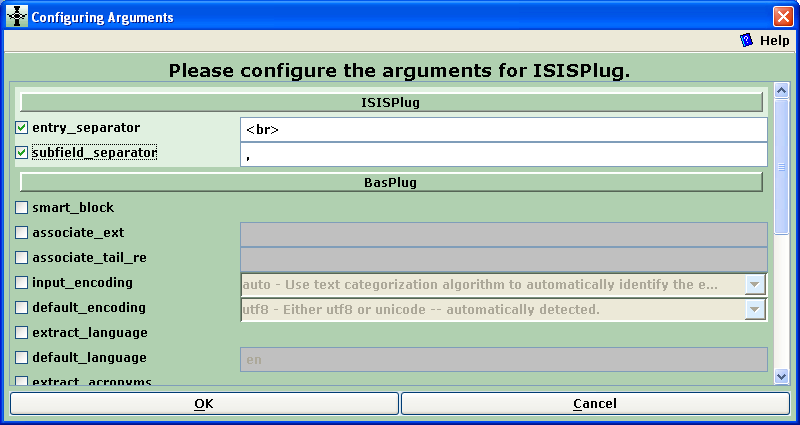 Configuring Arguments
Help
Please configure the arguments for ISISPlug.
ISISPlug
entry_separator <br>
subfield_separator ,
BasPlug
smart_block
associate_ext
associate_tail_re
input_encoding auto - Use text categorization algorithm to automatically identify the e...
default_encoding utf8 - Either utf8 or unicode -- automatically detected.
extract_language
default_language en
extract_acronyms
OK Cancel